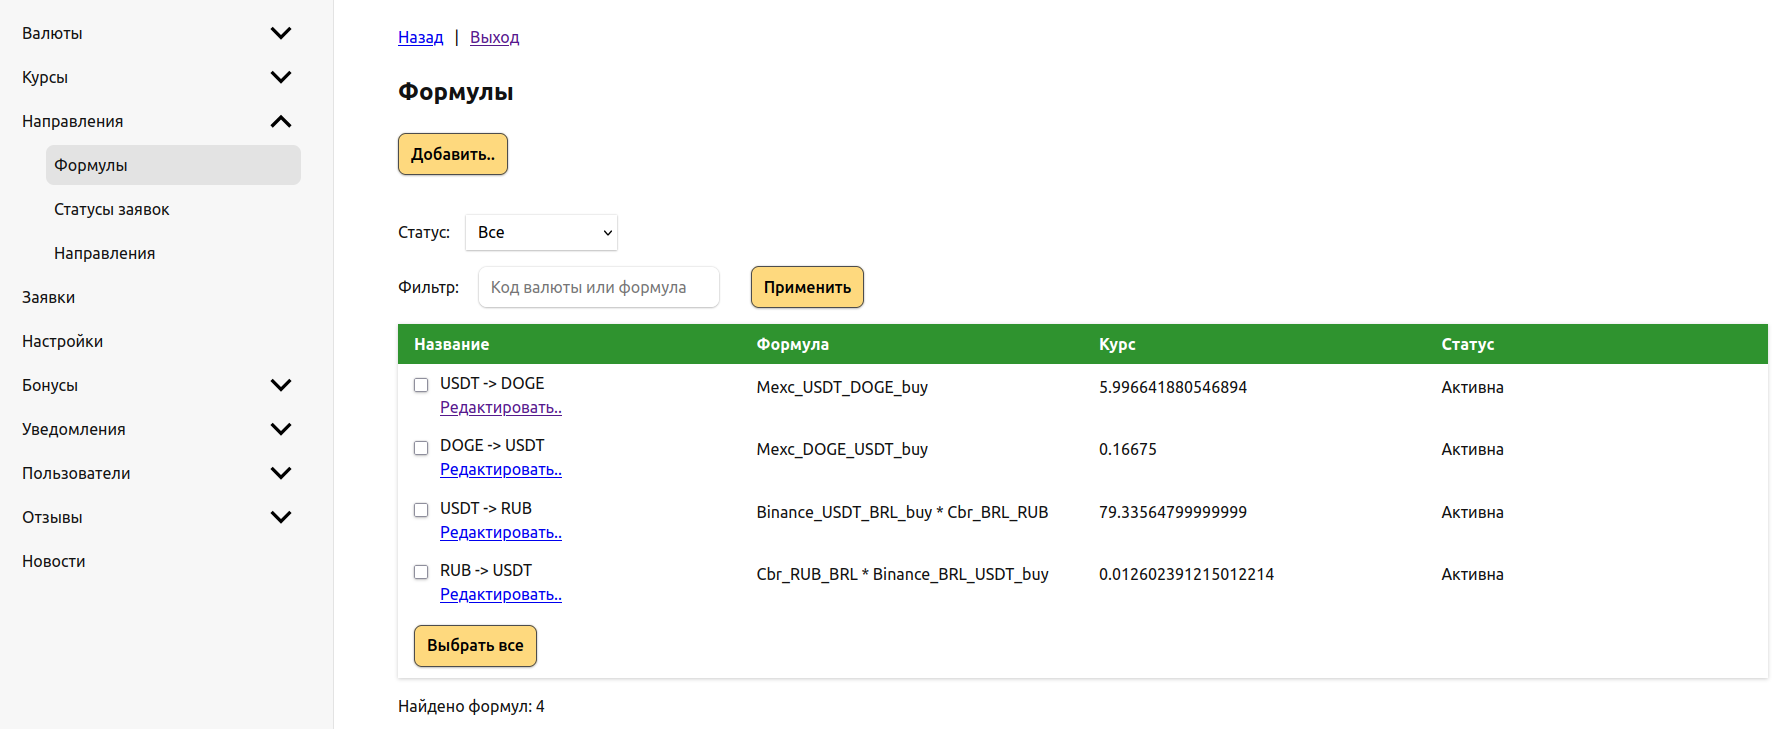 Валюты
Курсы
Направления
Формулы
Статусы заявок
Направления
Заявки
Настройки
Бонусы
Уведомления
Пользователи
Отзывы
Новости
Назад | Выход
Формулы
Добавить..
Статус: Все
Фильтр: Код валюты или формула Применить
Название Формула Курс Статус
USDT -> DOGE Mexc_USDT_DOGE_buy 5.996641880546894 Активна
Редактировать..
DOGE -> USDT Mexc_DOGE_USDT_buy 0.16675 Активна
Редактировать..
USDT -> RUB Binance_USDT_BRL_buy * Cbr_BRL_RUB 79.33564799999999 Активна
Редактировать..
RUB -> USDT Cbr_RUB_BRL * Binance_BRL_USDT_buy 0.012602391215012214 Активна
Редактировать..
Выбрать все
Найдено формул: 4